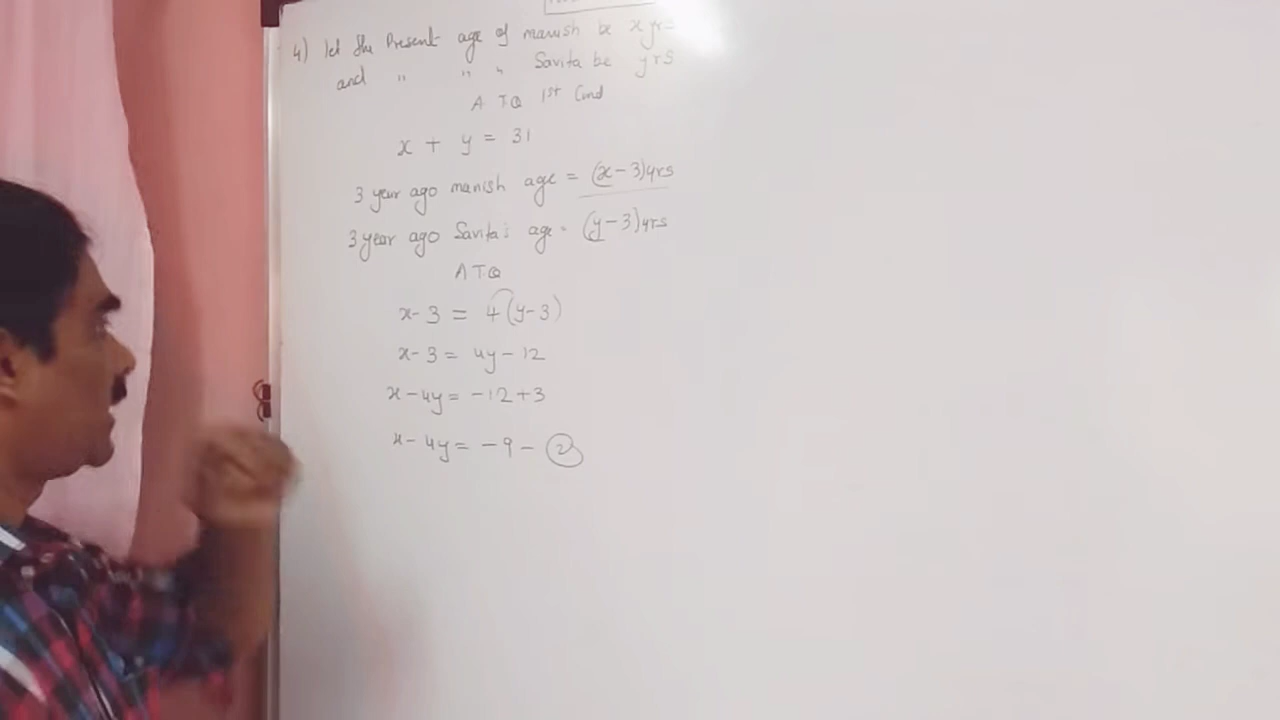 4) let the Present age of manish be x yrs
and " " " Savita be yrs
A T Q 1st Cond
x + y = 31
3 year ago manish age = (x-3)yrs
3 year ago Savita's age = (y-3)yrs
A T Q
x-3 = 4(y-3)
x-3 = 4y-12
x-4y = -12+3
x-4y = -9 - ②